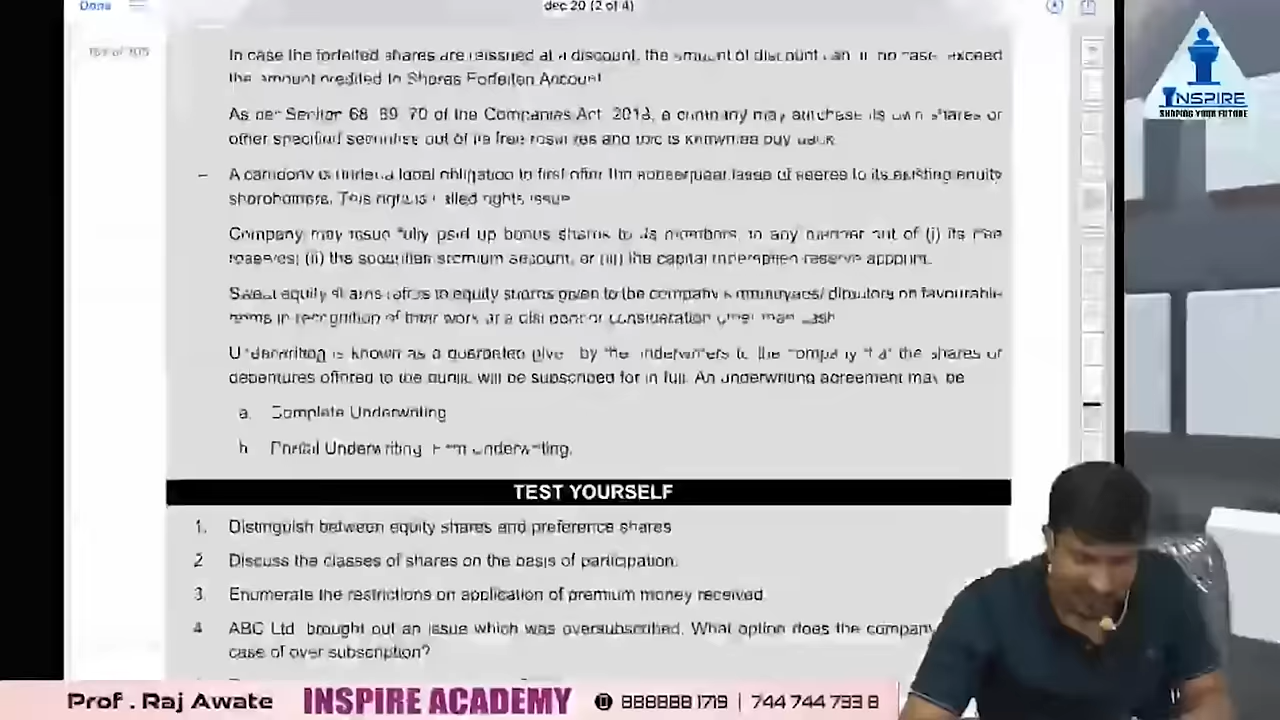 Done
dec 20 (2 of 4)
In case the forfeited shares are reissued at a discount, the amount of discount can in no case exceed
the amount credited to Shares Forfeited Account
As per Section 68 69 70 of the Companies Act 2013, a company may purchase its own shares or
other specified securities out of its free reserves and this is known as buy back
A company is under a legal obligation to first offer the subsequent issue of shares to its existing equity
shareholders. This right is called rights issue
Company may issue fully paid up bonus shares to its members, in any manner out of (i) its free
reserves; (ii) the securities premium account; or (iii) the capital redemption reserve account.
Sweat equity shares refers to equity shares given to the company's employees/ directors on favourable
terms in recognition of their work at a discount or consideration other than cash
Underwriting is known as a guarantee given by the underwriters to the company that the shares or
debentures offered to the public will be subscribed for in full. An underwriting agreement may be
a. Complete Underwriting
b Partial Underwriting Firm underwriting.
TEST YOURSELF
1. Distinguish between equity shares and preference shares
2 Discuss the classes of shares on the basis of participation.
3. Enumerate the restrictions on application of premium money received.
4 ABC Ltd brought out an issue which was oversubscribed. What option does the company
case of over subscription?
INSPIRE
SHAPING YOUR FUTURE
Prof . Raj Awate INSPIRE ACADEMY 888888 1719 | 744 744 793 8